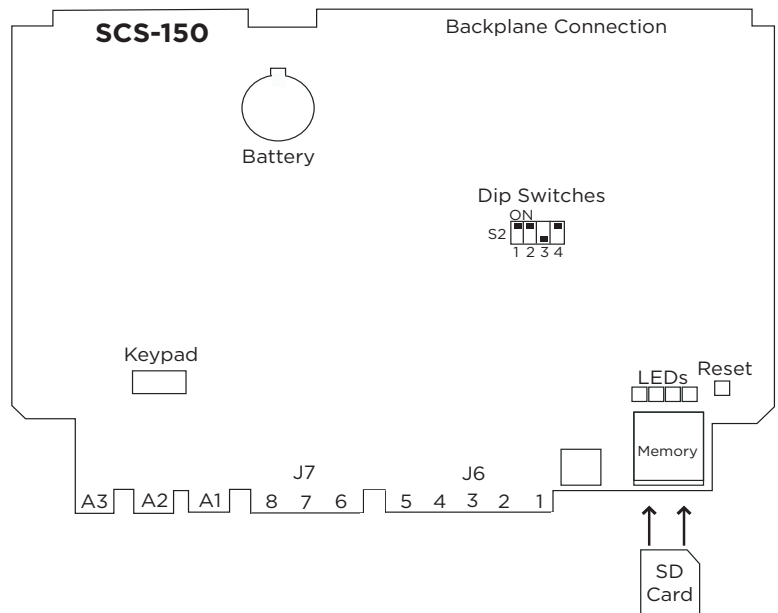 SCS-150
Backplane Connection
Battery
Dip Switches
ON
S2
1 2 3 4
Keypad
LEDs
Reset
Memory
J7
J6
A3 A2 A1 8 7 6 5 4 3 2 1
SD
Card